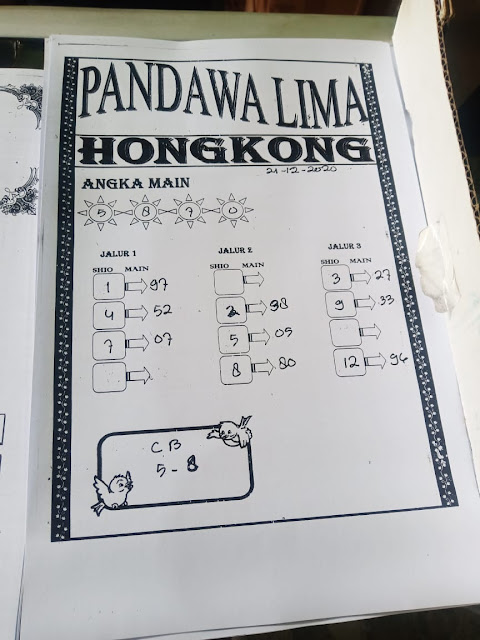 PANDAWA LIMA
HONGKONG
21-12-2020
ANGKA MAIN
5 8 7 0
JALUR 1
SHIO MAIN
1 97
4 52
7 07
JALUR 2
SHIO MAIN
2 98
5 05
8 80
JALUR 3
SHIO MAIN
3 27
9 33
12 96
CB
5-8